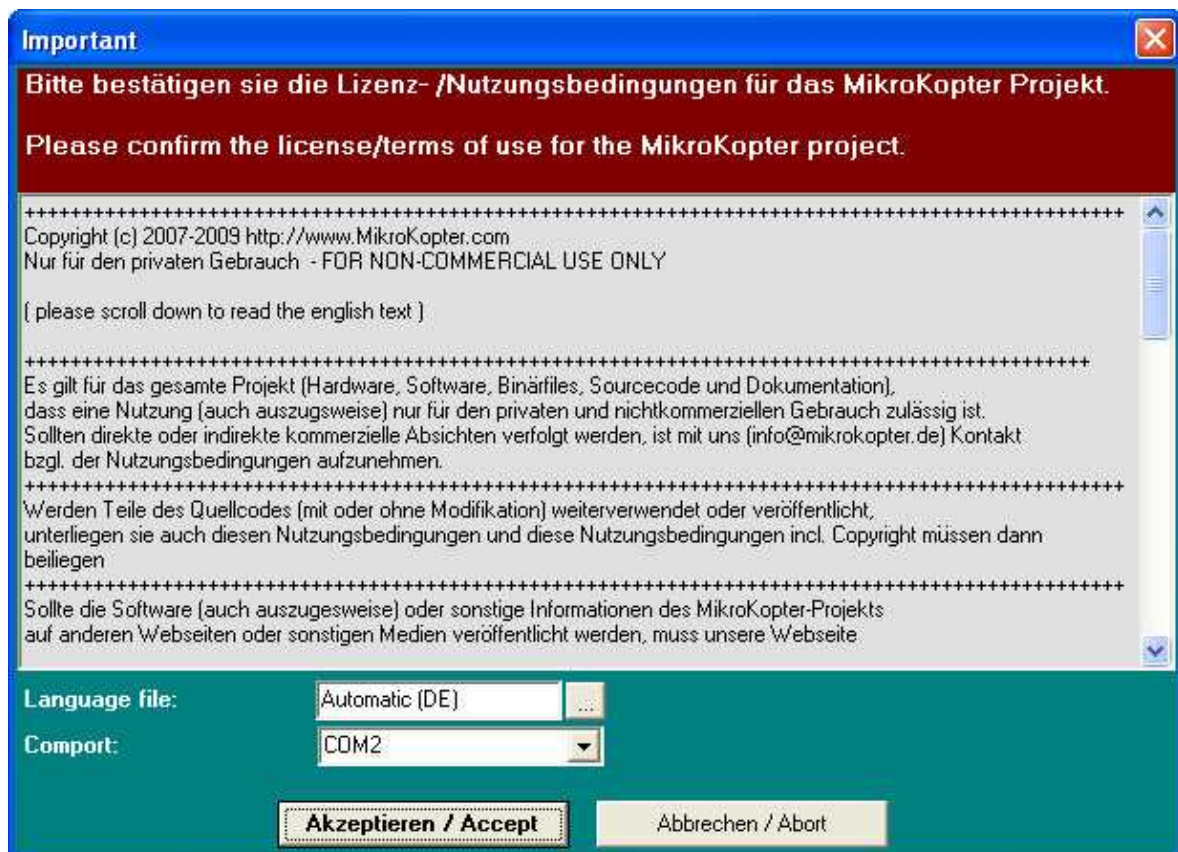 Important
Bitte bestätigen sie die Lizenz- /Nutzungsbedingungen für das MikroKopter Projekt.
Please confirm the license/terms of use for the MikroKopter project.
++++++++++++++++++++++++++++++++++++++++++++++++++++++++++++++++++++++++++++++++++++++++++++++
Copyright (c) 2007-2009 http://www.MikroKopter.com
Nur für den privaten Gebrauch - FOR NON-COMMERCIAL USE ONLY
( please scroll down to read the english text )
+++++++++++++++++++++++++++++++++++++++++++++++++++++++++++++++++++++++++++++++++++++++++++
Es gilt für das gesamte Projekt (Hardware, Software, Binärfiles, Sourcecode und Dokumentation),
dass eine Nutzung (auch auszugsweise) nur für den privaten und nichtkommerziellen Gebrauch zulässig ist.
Sollten direkte oder indirekte kommerzielle Absichten verfolgt werden, ist mit uns (info@mikrokopter.de) Kontakt
bzgl. der Nutzungsbedingungen aufzunehmen.
++++++++++++++++++++++++++++++++++++++++++++++++++++++++++++++++++++++++++++++++++++++++++++++
Werden Teile des Quellcodes (mit oder ohne Modifikation) weiterverwendet oder veröffentlicht,
unterliegen sie auch diesen Nutzungsbedingungen und diese Nutzungsbedingungen incl. Copyright müssen dann
beiliegen
++++++++++++++++++++++++++++++++++++++++++++++++++++++++++++++++++++++++++++++++++++++++++++++
Sollte die Software (auch auszugesweise) oder sonstige Informationen des MikroKopter-Projekts
auf anderen Webseiten oder sonstigen Medien veröffentlicht werden, muss unsere Webseite
Language file: Automatic (DE) ...
Comport: COM2
Akzeptieren / Accept Abbrechen / Abort